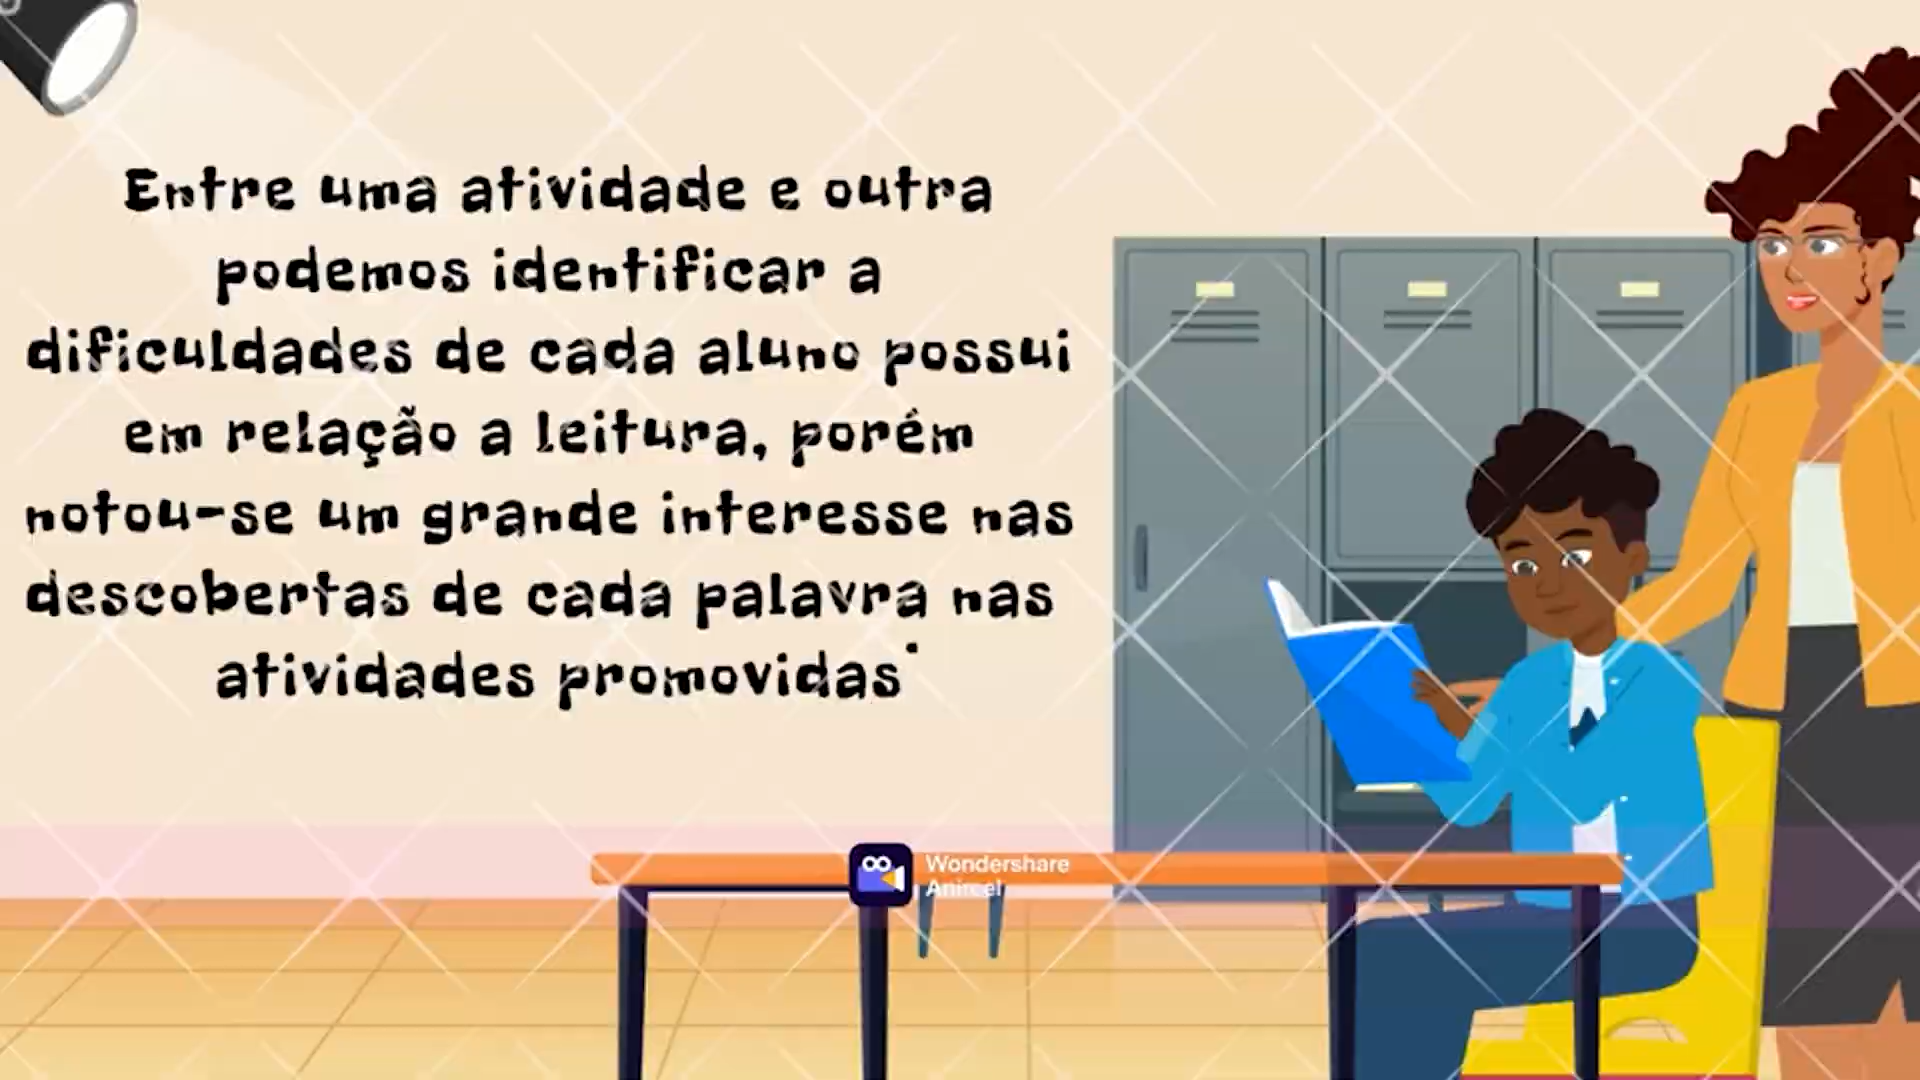 Entre uma atividade e outra
podemos identificar a
dificuldades de cada aluno possui
em relação a leitura, porém
notou-se um grande interesse nas
descobertas de cada palavra nas
atividades promovidas.
Wondershare
Anireel